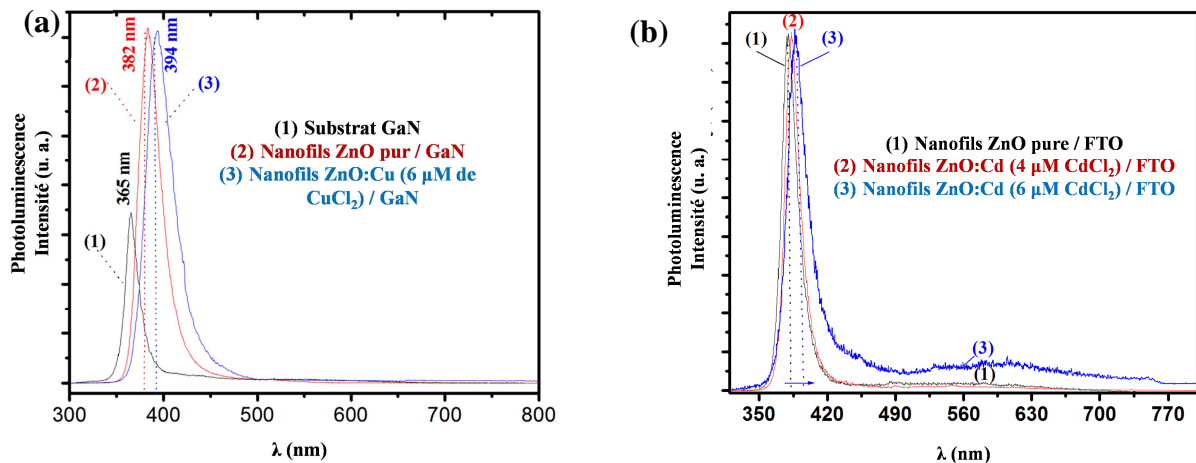 (a)
382 nm
394 nm
(2)
(3)
365 nm
(1)
(1) Substrat GaN
(2) Nanofils ZnO pur / GaN
(3) Nanofils ZnO:Cu (6 µM de
CuCl₂) / GaN
Photoluminescence
Intensité (u. a.)
300 400 500 600 700 800
λ (nm)
(b)
(2)
(1)
(3)
(1) Nanofils ZnO pure / FTO
(2) Nanofils ZnO:Cd (4 µM CdCl₂) / FTO
(3) Nanofils ZnO:Cd (6 µM CdCl₂) / FTO
Photoluminescence
Intensité (u. a.)
(3)
(1)
350 420 490 560 630 700 770
λ (nm)